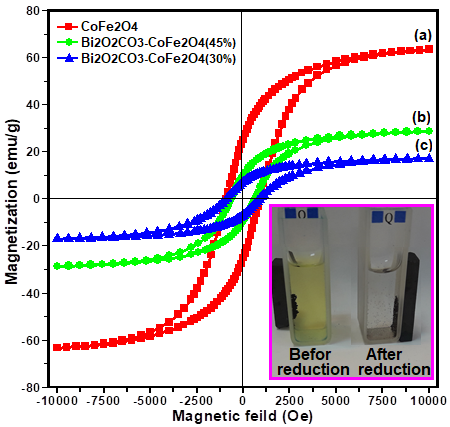 CoFe2O4
Bi2O2CO3-CoFe2O4(45%)
Bi2O2CO3-CoFe2O4(30%)
(a)
(b)
(c)
Magnetization (emu/g)
80
60
40
20
0
-20
-40
-60
-80
Q
Q
Befor
reduction
After
reduction
-10000 -7500 -5000 -2500 0 2500 5000 7500 10000
Magnetic feild (Oe)